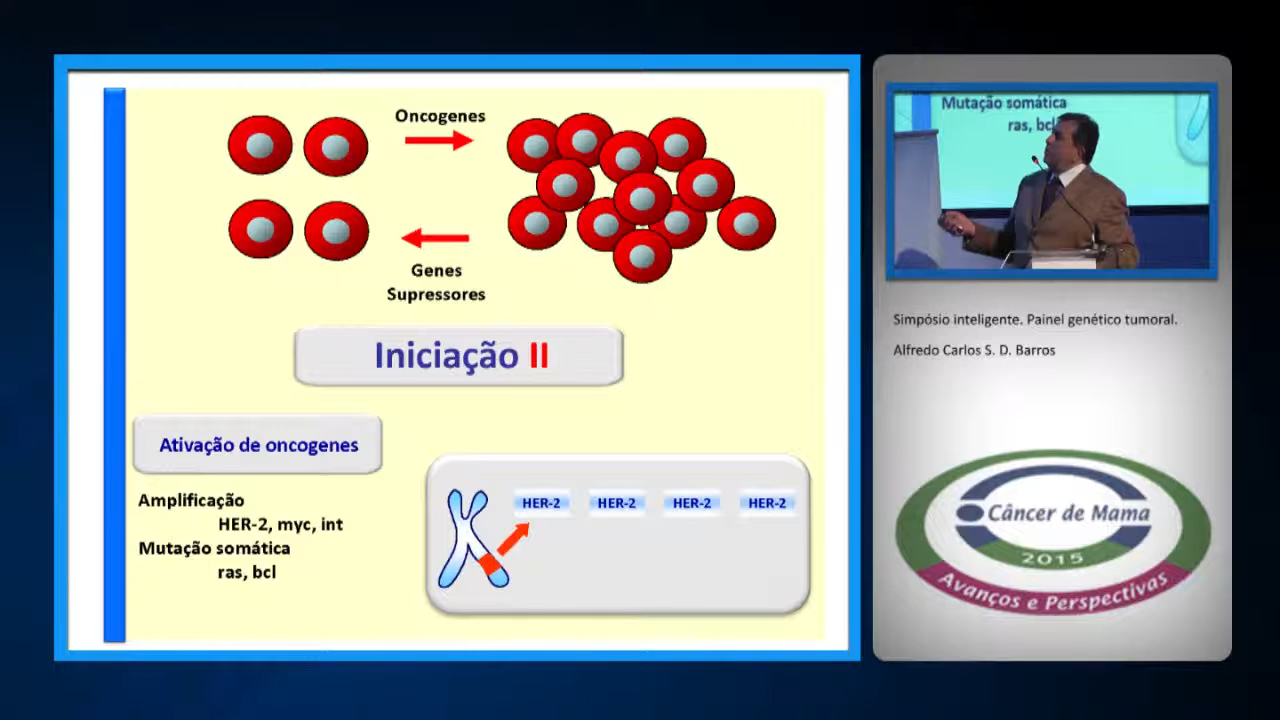 Oncogenes
Genes
Supressores
Iniciação II
Ativação de oncogenes
Amplificação
HER-2, myc, int
Mutação somática
ras, bcl
HER-2 HER-2 HER-2 HER-2
Mutação somática
ras, bcl
Simpósio inteligente. Painel genético tumoral.
Alfredo Carlos S. D. Barros
Câncer de Mama
2015
Avanços e Perspectivas